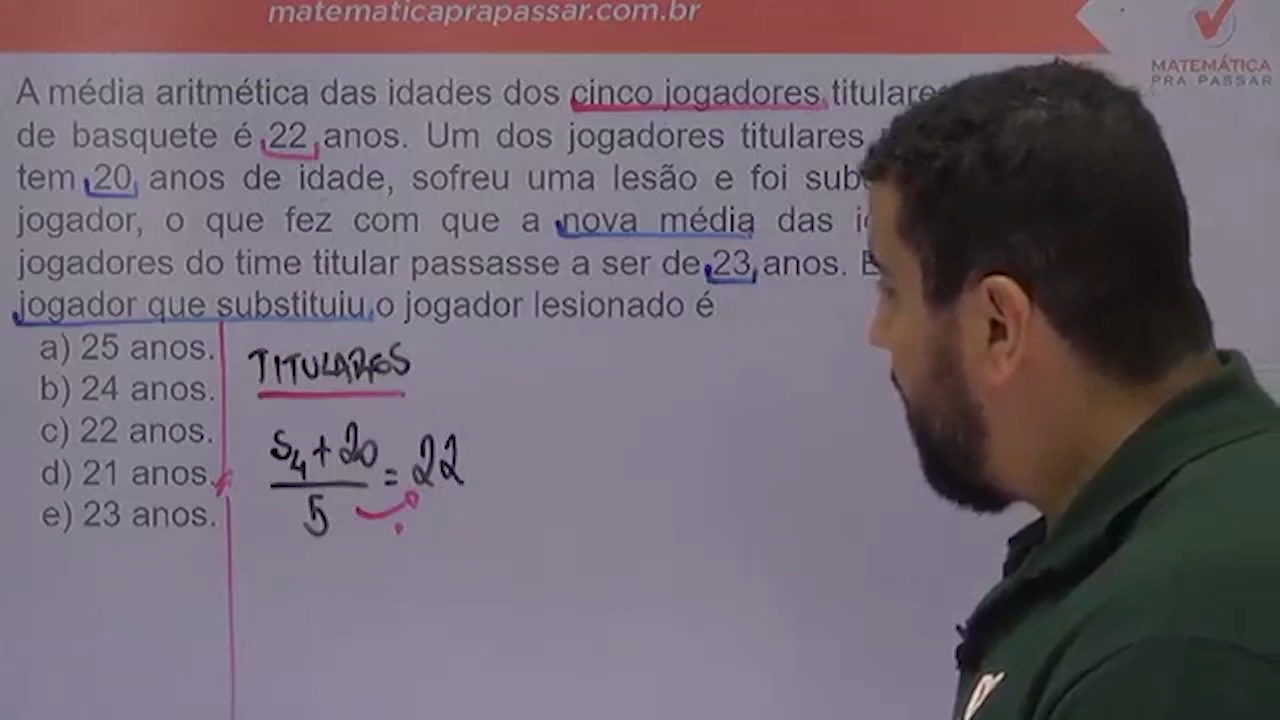 matematicaprapassar.com.br
MATEMÁTICA
PRA PASSAR
A média aritmética das idades dos cinco jogadores titulares
de basquete é 22 anos. Um dos jogadores titulares
tem 20 anos de idade, sofreu uma lesão e foi
jogador, o que fez com que a nova média das
jogadores do time titular passasse a ser de 23 anos.
jogador que substituiu o jogador lesionado é
a) 25 anos.
b) 24 anos.
c) 22 anos.
d) 21 anos.
e) 23 anos.
TITULARES
S4 + 20
= 22
5